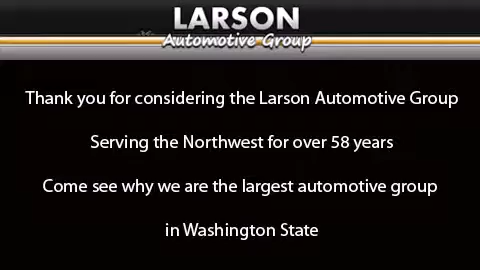 LARSON
Automotive Group
Thank you for considering the Larson Automotive Group
Serving the Northwest for over 58 years
Come see why we are the largest automotive group
in Washington State